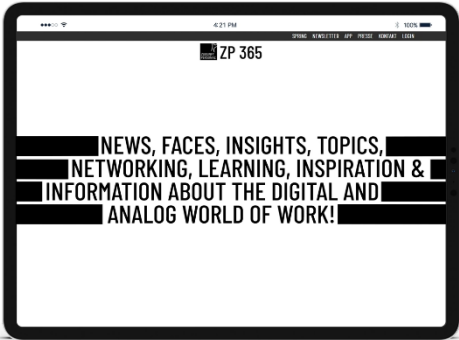 4:21 PM
100%
SPRING NEWSLETTER APP PRESSE KONTAKT LOGIN
ZP 365
NEWS, FACES, INSIGHTS, TOPICS,
NETWORKING, LEARNING, INSPIRATION &
INFORMATION ABOUT THE DIGITAL AND
ANALOG WORLD OF WORK!